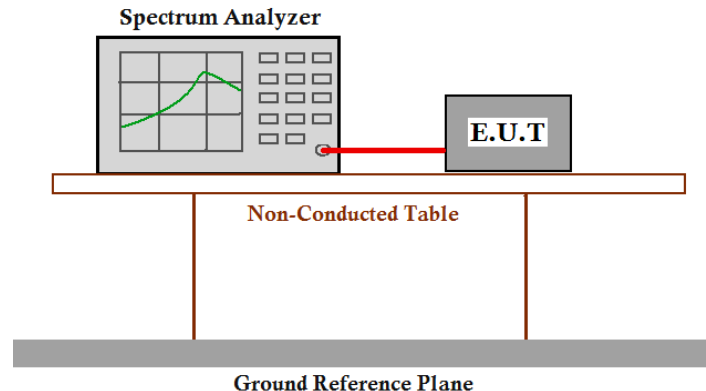 Spectrum Analyzer
E.U.T
Non-Conducted Table
Ground Reference Plane